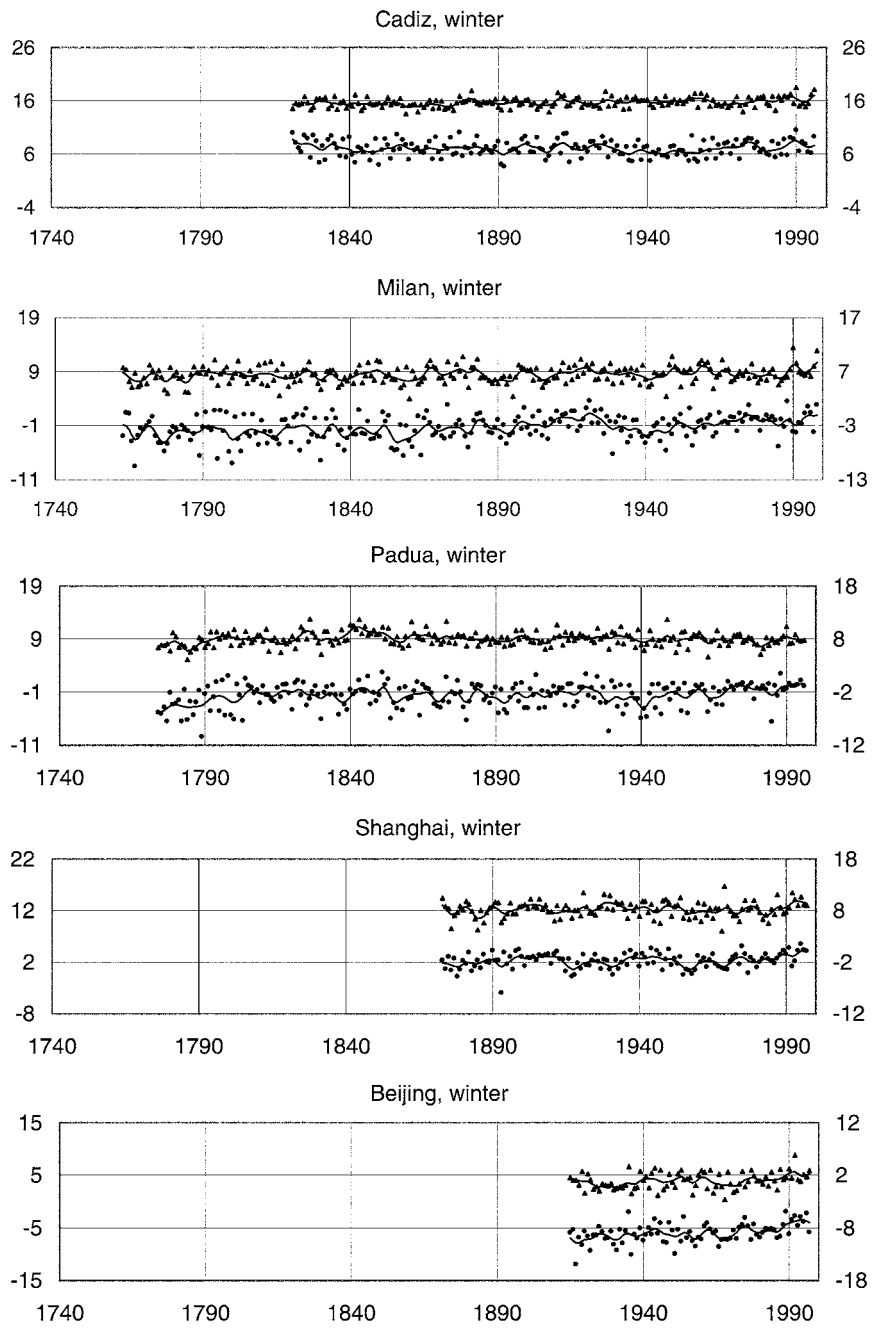 Cadiz, winter
26 26
16 16
6 6
-4 -4
1740 1790 1840 1890 1940 1990
Milan, winter
19 17
9 7
-1 -3
-11 -13
1740 1790 1840 1890 1940 1990
Padua, winter
19 18
9 8
-1 -2
-11 -12
1740 1790 1840 1890 1940 1990
Shanghai, winter
22 18
12 8
2 -2
-8 -12
1740 1790 1840 1890 1940 1990
Beijing, winter
15 12
5 2
-5 -8
-15 -18
1740 1790 1840 1890 1940 1990